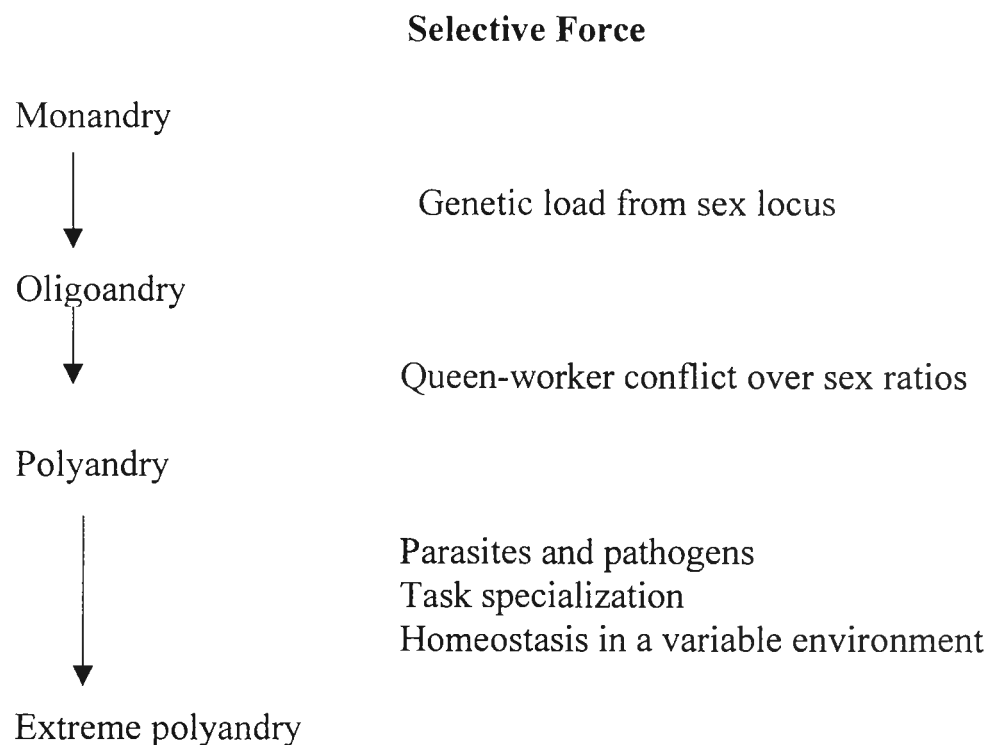 Selective Force
Monandry
Genetic load from sex locus
Oligoandry
Queen-worker conflict over sex ratios
Polyandry
Parasites and pathogens
Task specialization
Homeostasis in a variable environment
Extreme polyandry